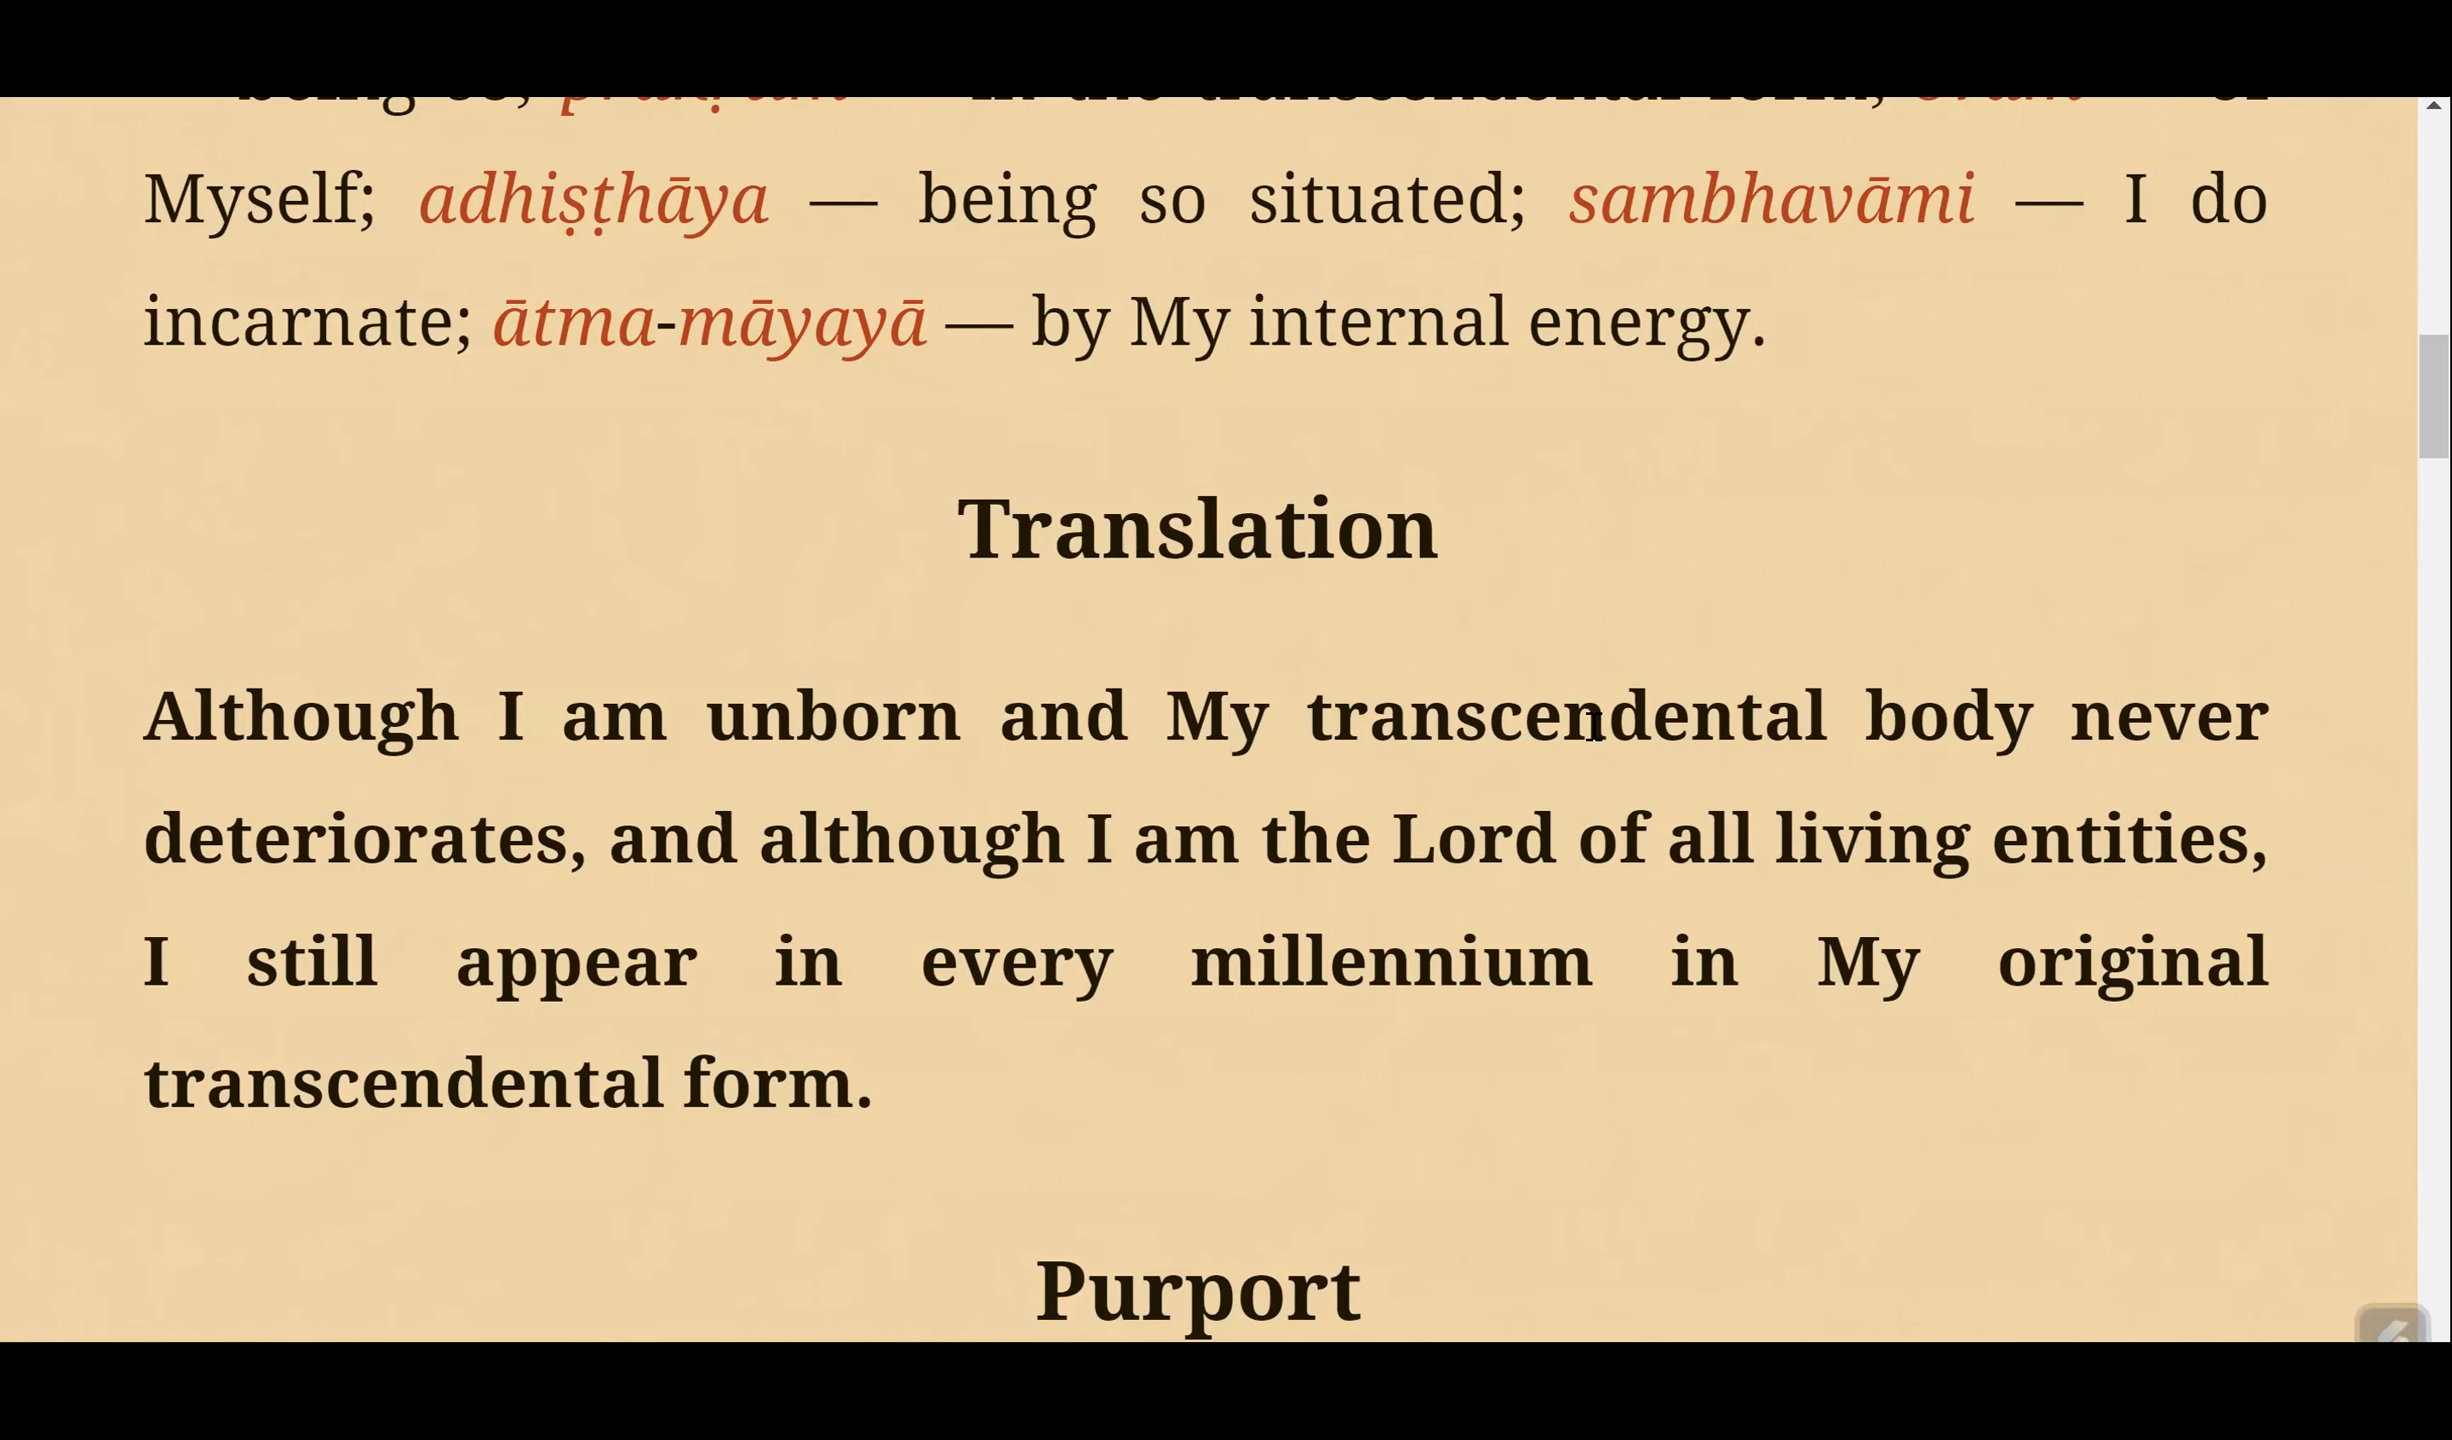 Myself; adhiṣṭhāya — being so situated; sambhavāmi — I do
incarnate; ātma-māyayā — by My internal energy.
Translation
Although I am unborn and My transcendental body never
deteriorates, and although I am the Lord of all living entities,
I still appear in every millennium in My original
transcendental form.
Purport